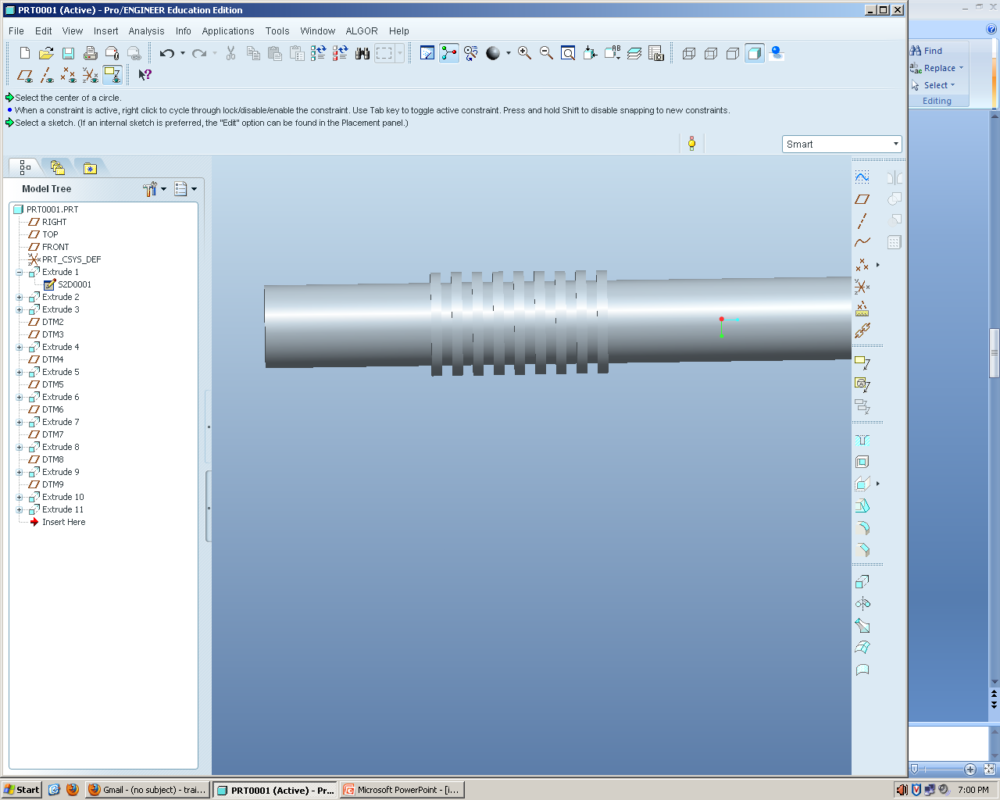 PRT0001 (Active) - Pro/ENGINEER Education Edition
File Edit View Insert Analysis Info Applications Tools Window ALGOR Help
Select the center of a circle.
When a constraint is active, right click to cycle through lock/disable/enable the constraint. Use Tab key to toggle active constraint. Press and hold Shift to disable snapping to new constraints.
Select a sketch. (If an internal sketch is preferred, the "Edit" option can be found in the Placement panel.)
Smart
Find
Replace
Select
Editing
Model Tree
PRT0001.PRT
RIGHT
TOP
FRONT
PRT_CSYS_DEF
Extrude 1
S2D0001
Extrude 2
Extrude 3
DTM2
DTM3
Extrude 4
DTM4
Extrude 5
DTM5
Extrude 6
DTM6
Extrude 7
DTM7
Extrude 8
DTM8
Extrude 9
DTM9
Extrude 10
Extrude 11
Insert Here
Start
Gmail - (no subject) - trai...
PRT0001 (Active) - Pr...
Microsoft PowerPoint - [i...
7:00 PM